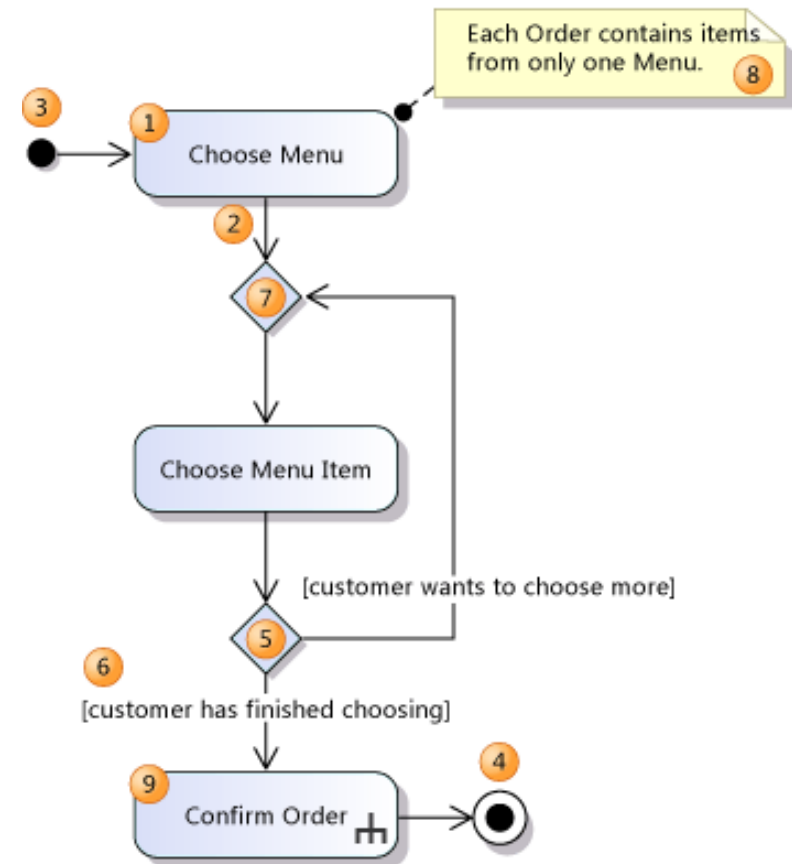 Each Order contains items
from only one Menu.
8
3
1
Choose Menu
2
7
Choose Menu Item
[customer wants to choose more]
5
6
[customer has finished choosing]
4
9
Confirm Order